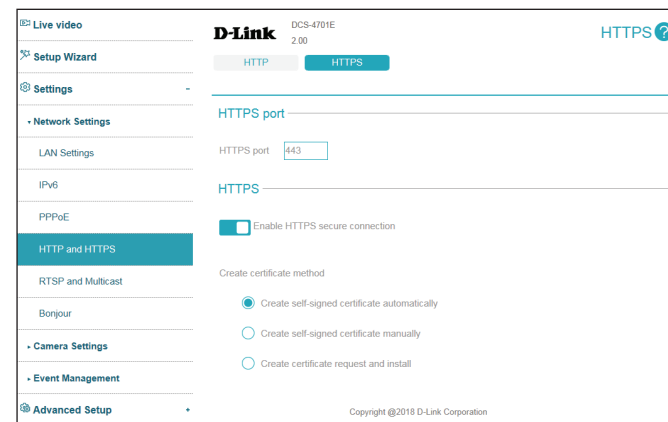 Live video
Setup Wizard
Settings -
Network Settings
LAN Settings
IPv6
PPPoE
HTTP and HTTPS
RTSP and Multicast
Bonjour
Camera Settings
Event Management
Advanced Setup +
D-Link
DCS-4701E
2.00
HTTPS ?
HTTP
HTTPS
HTTPS port
HTTPS port 443
HTTPS
Enable HTTPS secure connection
Create certificate method
Create self-signed certificate automatically
Create self-signed certificate manually
Create certificate request and install
Copyright @2018 D-Link Corporation